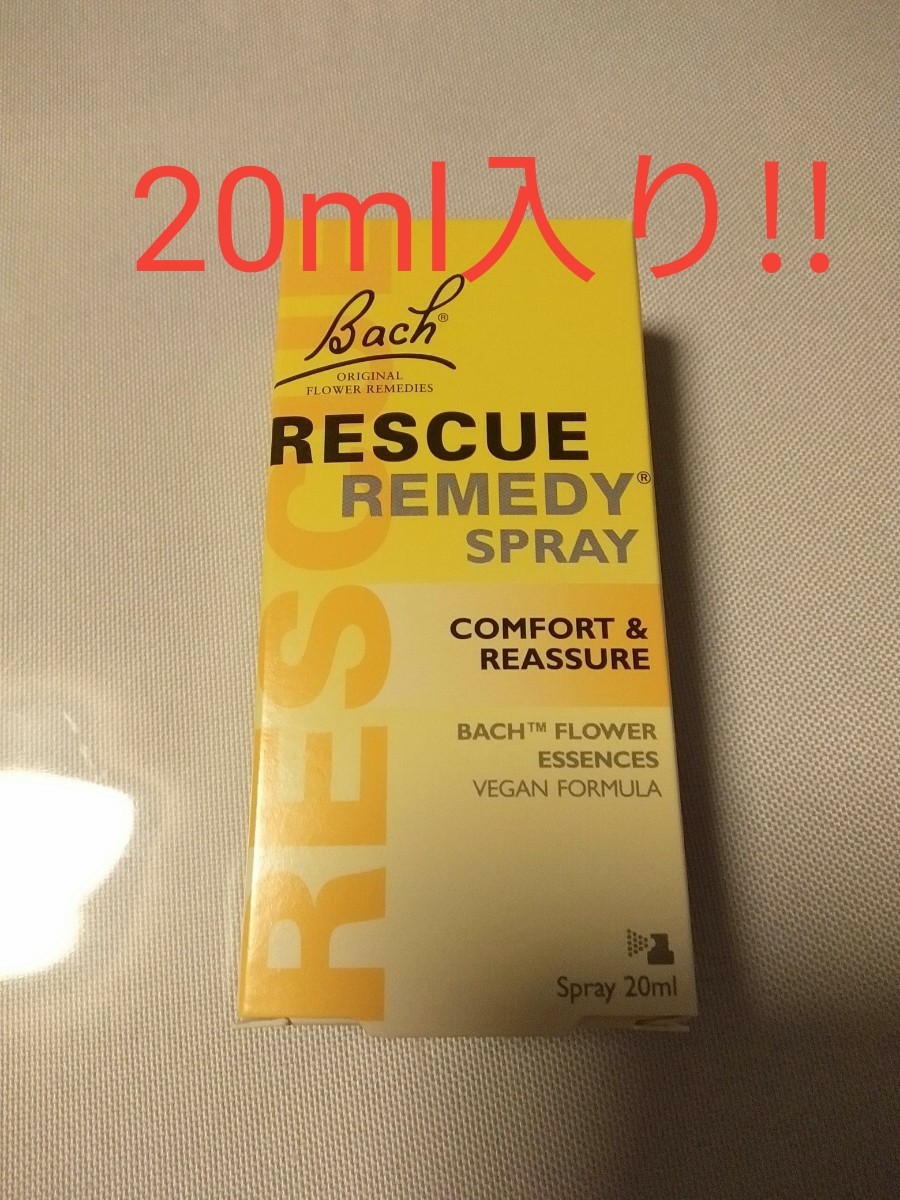 20ml入り!!
Bach®
ORIGINAL
FLOWER REMEDIES
RESCUE
REMEDY®
SPRAY
COMFORT &
REASSURE
BACH™ FLOWER
ESSENCES
VEGAN FORMULA
Spray 20ml
RESCUE